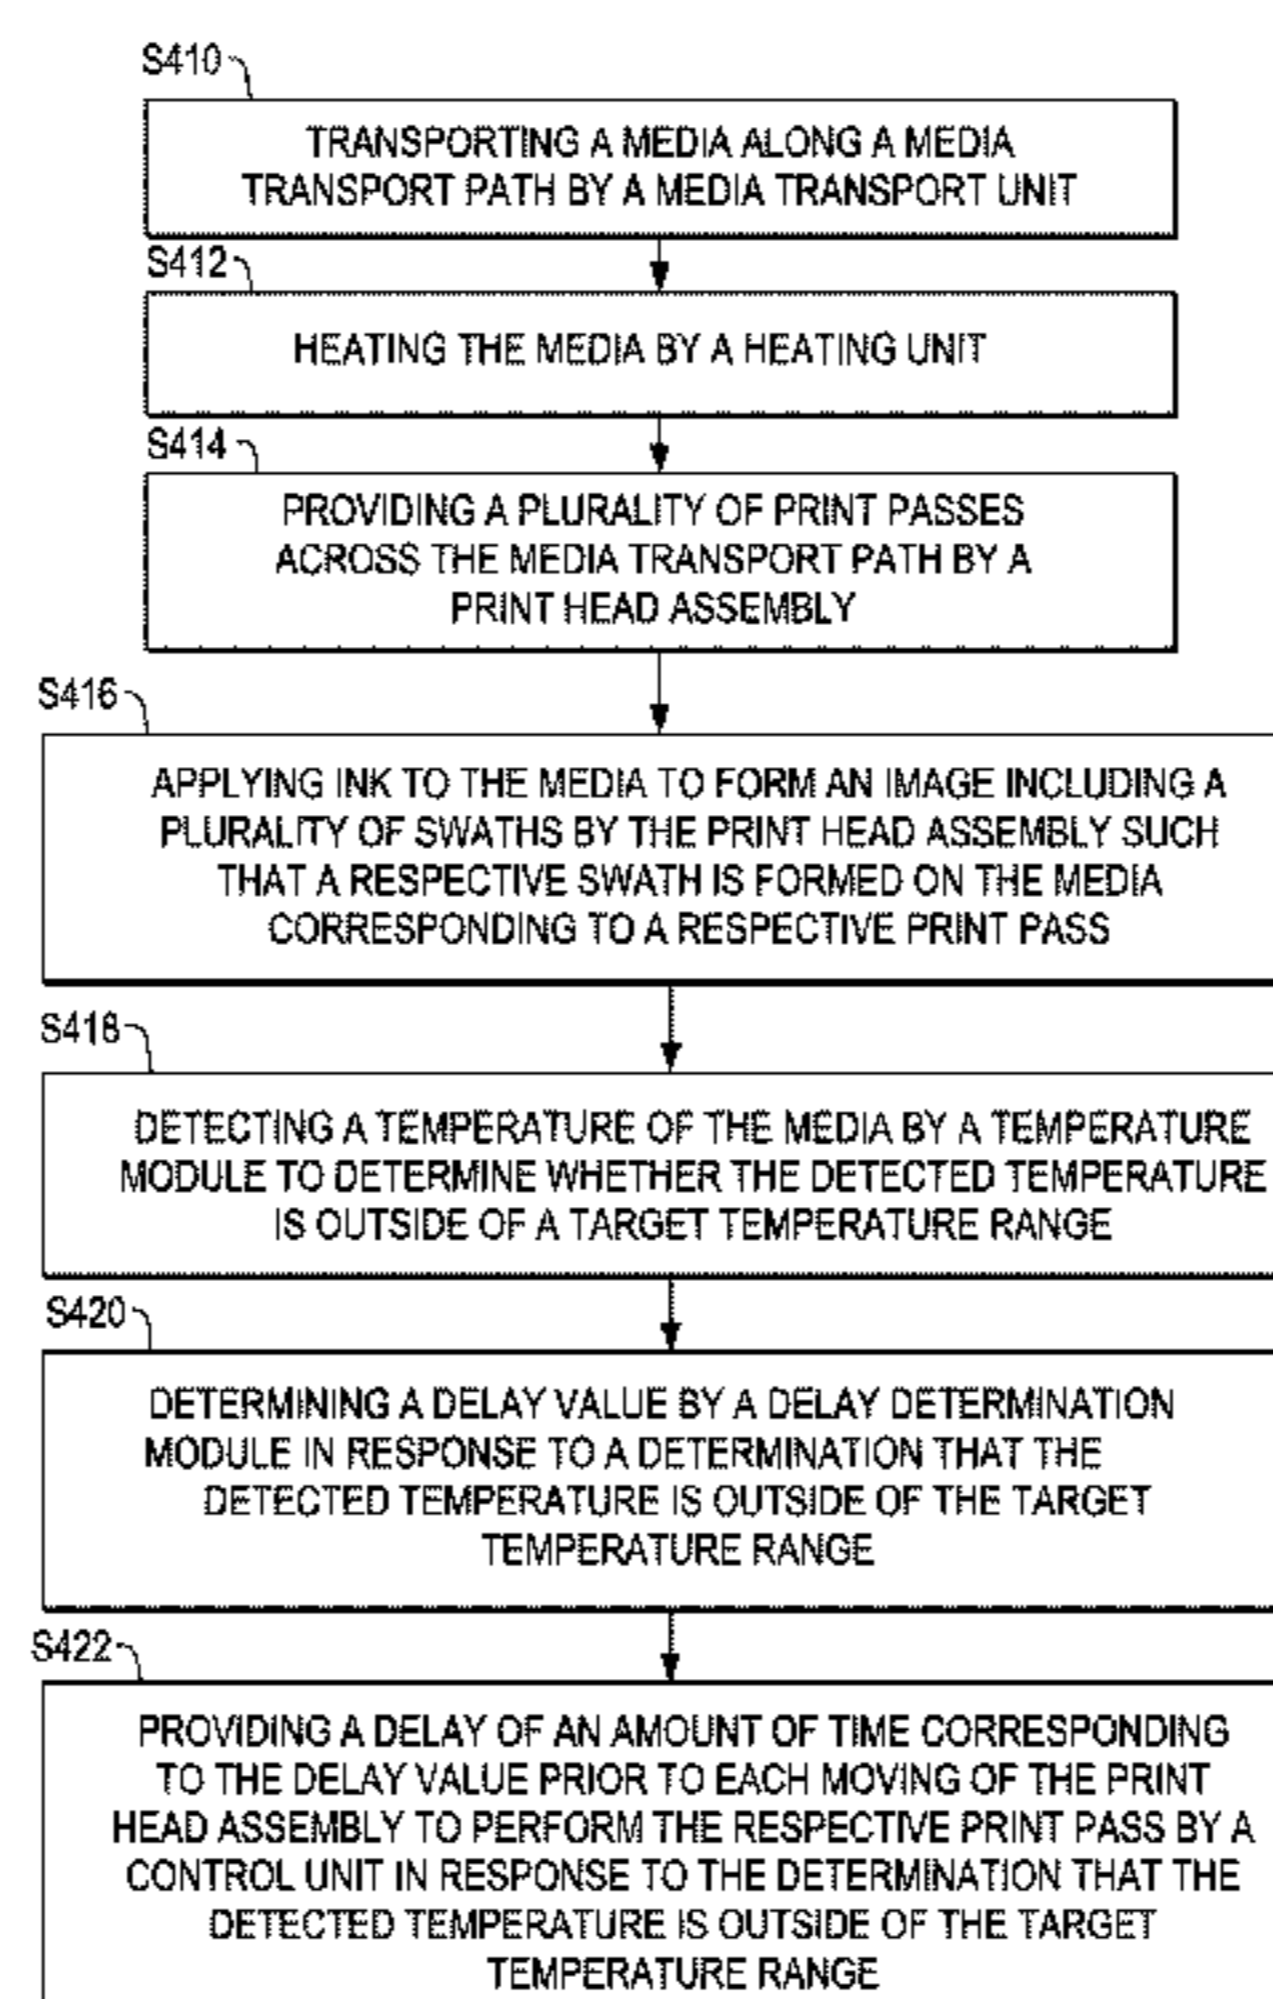 S410
TRANSPORTING A MEDIA ALONG A MEDIA
TRANSPORT PATH BY A MEDIA TRANSPORT UNIT
S412
HEATING THE MEDIA BY A HEATING UNIT
S414
PROVIDING A PLURALITY OF PRINT PASSES
ACROSS THE MEDIA TRANSPORT PATH BY A
PRINT HEAD ASSEMBLY
S416
APPLYING INK TO THE MEDIA TO FORM AN IMAGE INCLUDING A
PLURALITY OF SWATHS BY THE PRINT HEAD ASSEMBLY SUCH
THAT A RESPECTIVE SWATH IS FORMED ON THE MEDIA
CORRESPONDING TO A RESPECTIVE PRINT PASS
S418
DETECTING A TEMPERATURE OF THE MEDIA BY A TEMPERATURE
MODULE TO DETERMINE WHETHER THE DETECTED TEMPERATURE
IS OUTSIDE OF A TARGET TEMPERATURE RANGE
S420
DETERMINING A DELAY VALUE BY A DELAY DETERMINATION
MODULE IN RESPONSE TO A DETERMINATION THAT THE
DETECTED TEMPERATURE IS OUTSIDE OF THE TARGET
TEMPERATURE RANGE
S422
PROVIDING A DELAY OF AN AMOUNT OF TIME CORRESPONDING
TO THE DELAY VALUE PRIOR TO EACH MOVING OF THE PRINT
HEAD ASSEMBLY TO PERFORM THE RESPECTIVE PRINT PASS BY A
CONTROL UNIT IN RESPONSE TO THE DETERMINATION THAT THE
DETECTED TEMPERATURE IS OUTSIDE OF THE TARGET
TEMPERATURE RANGE